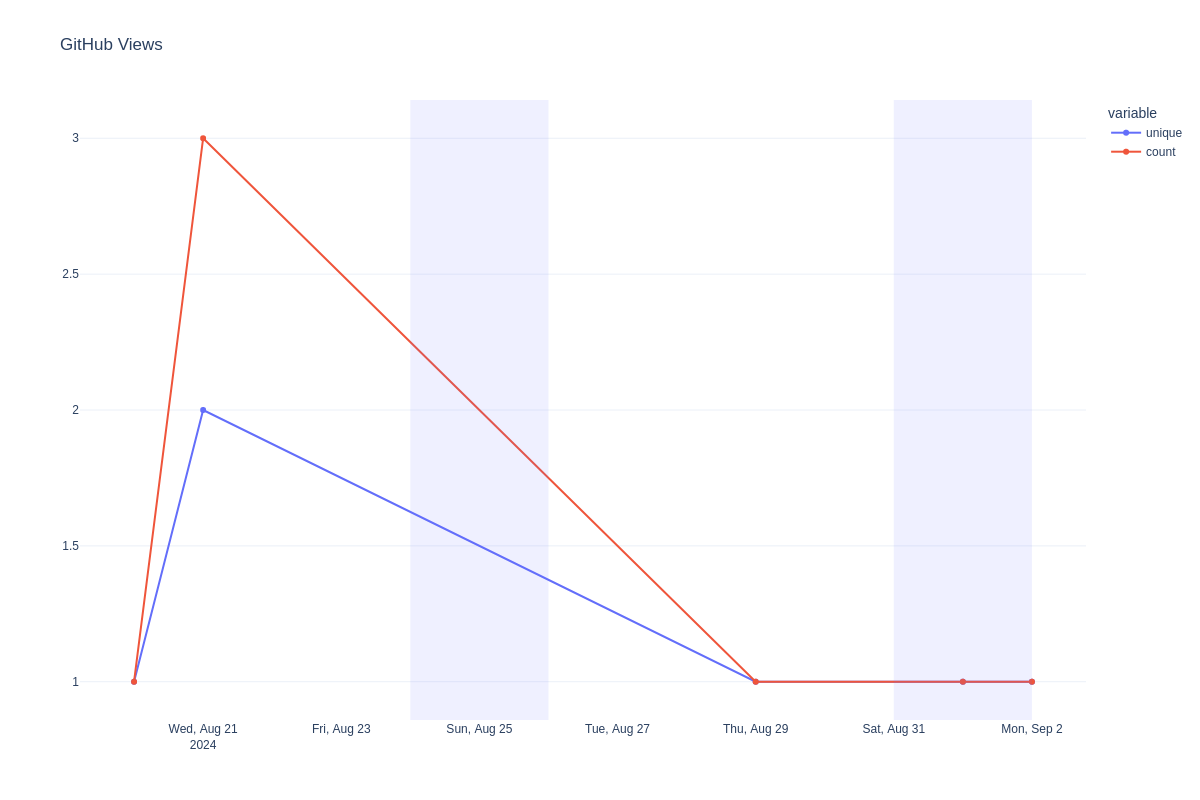 GitHub Views
variable
unique
count
3
2.5
2
1.5
1
Wed, Aug 21
2024
Fri, Aug 23
Sun, Aug 25
Tue, Aug 27
Thu, Aug 29
Sat, Aug 31
Mon, Sep 2